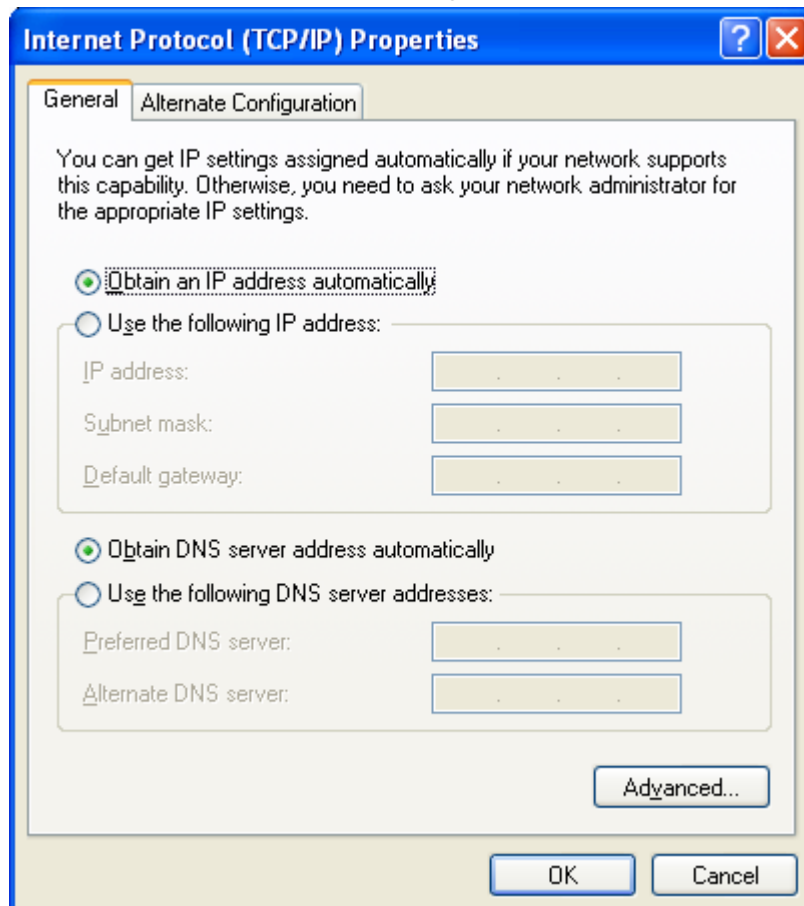 Internet Protocol (TCP/IP) Properties
General
Alternate Configuration
You can get IP settings assigned automatically if your network supports
this capability. Otherwise, you need to ask your network administrator for
the appropriate IP settings.
Obtain an IP address automatically
Use the following IP address:
IP address:
Subnet mask:
Default gateway:
Obtain DNS server address automatically
Use the following DNS server addresses:
Preferred DNS server:
Alternate DNS server:
Advanced...
OK
Cancel